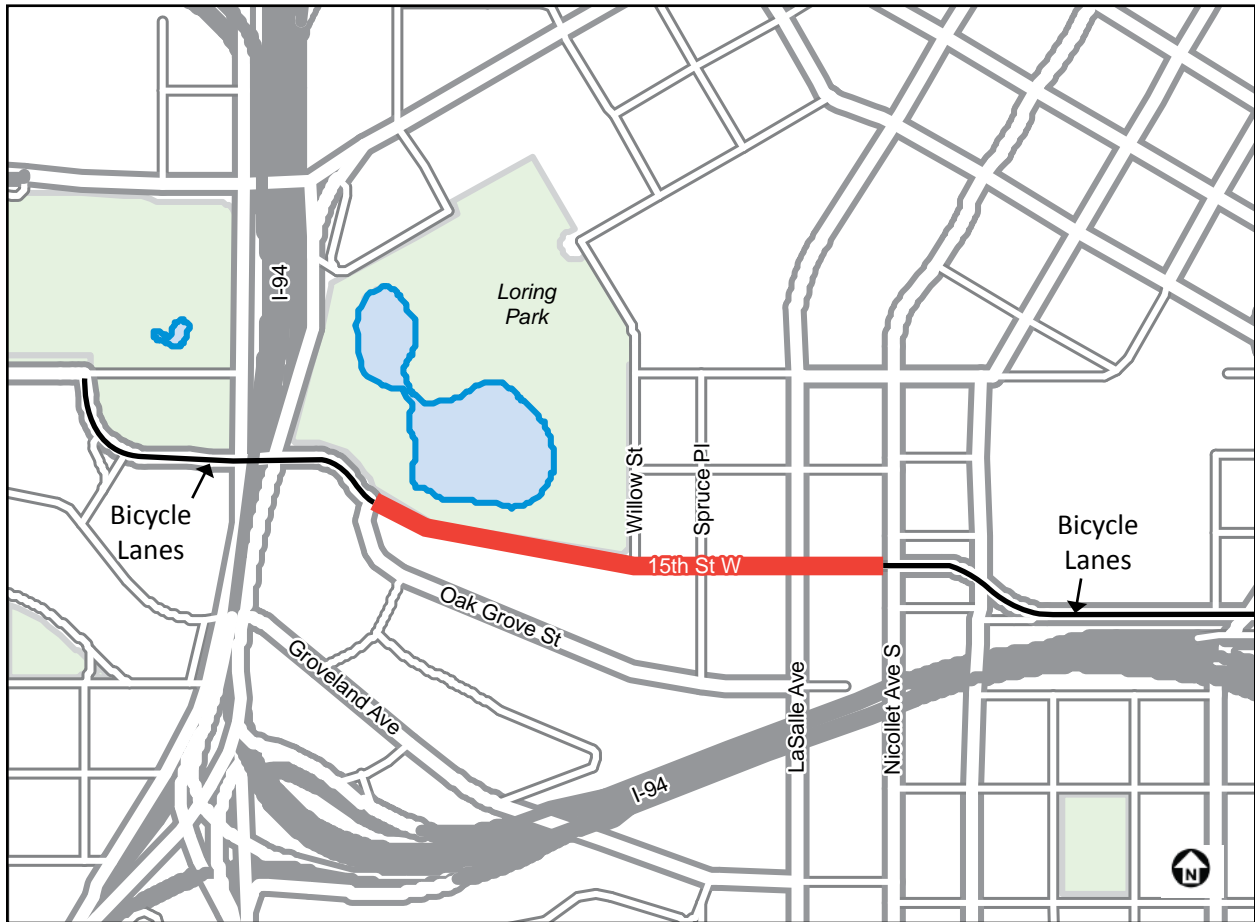 I-94
Loring
Park
Willow St
Spruce Pl
Bicycle
Lanes
Bicycle
Lanes
15th St W
Oak Grove St
Groveland Ave
LaSalle Ave
Nicollet Ave S
I-94
N